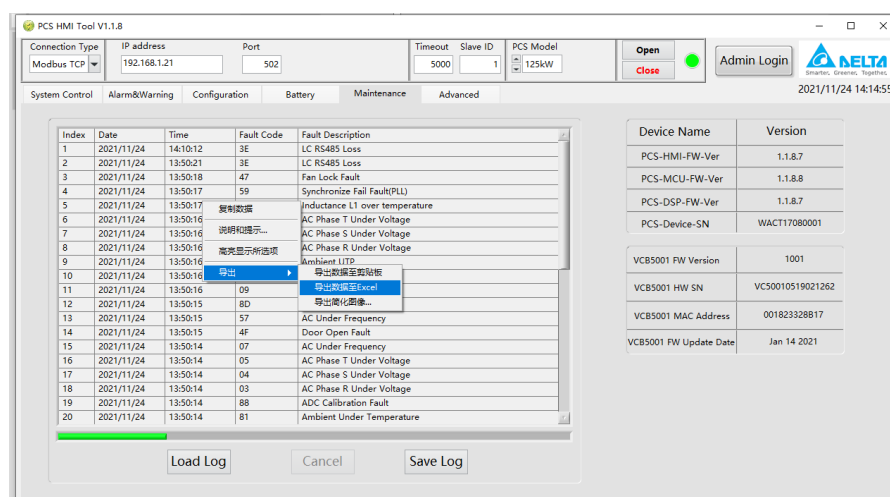 PCS HMI Tool V1.1.8
Connection Type IP address Port Timeout Slave ID PCS Model
Modbus TCP 192.168.1.21 502 5000 1 125kW
Open
Close
Admin Login
DELTA
Smarter. Greener. Together.
System Control Alarm&Warning Configuration Battery Maintenance Advanced
2021/11/24 14:14:55
Index Date Time Fault Code Fault Description
1 2021/11/24 14:10:12 3E LC RS485 Loss
2 2021/11/24 13:50:21 3E LC RS485 Loss
3 2021/11/24 13:50:18 47 Fan Lock Fault
4 2021/11/24 13:50:17 59 Synchronize Fail Fault(PLL)
5 2021/11/24 13:50:17 Inductance L1 over temperature
6 2021/11/24 13:50:16 AC Phase T Under Voltage
7 2021/11/24 13:50:16 AC Phase S Under Voltage
8 2021/11/24 13:50:16 AC Phase R Under Voltage
9 2021/11/24 13:50:16 Ambient UTP
10 2021/11/24 13:50:16
11 2021/11/24 13:50:16 09
12 2021/11/24 13:50:15 8D
13 2021/11/24 13:50:15 57 AC Under Frequency
14 2021/11/24 13:50:15 4F Door Open Fault
15 2021/11/24 13:50:14 07 AC Under Frequency
16 2021/11/24 13:50:14 05 AC Phase T Under Voltage
17 2021/11/24 13:50:14 04 AC Phase S Under Voltage
18 2021/11/24 13:50:14 03 AC Phase R Under Voltage
19 2021/11/24 13:50:14 88 ADC Calibration Fault
20 2021/11/24 13:50:14 81 Ambient Under Temperature
复制数据
说明和提示...
高亮显示所选项
导出
导出数据至剪贴板
导出数据至Excel
导出简化图像...
Load Log Cancel Save Log
Device Name Version
PCS-HMI-FW-Ver 1.1.8.7
PCS-MCU-FW-Ver 1.1.8.8
PCS-DSP-FW-Ver 1.1.8.7
PCS-Device-SN WACT17080001
VCB5001 FW Version 1001
VCB5001 HW SN VC50010519021262
VCB5001 MAC Address 001823328B17
VCB5001 FW Update Date Jan 14 2021